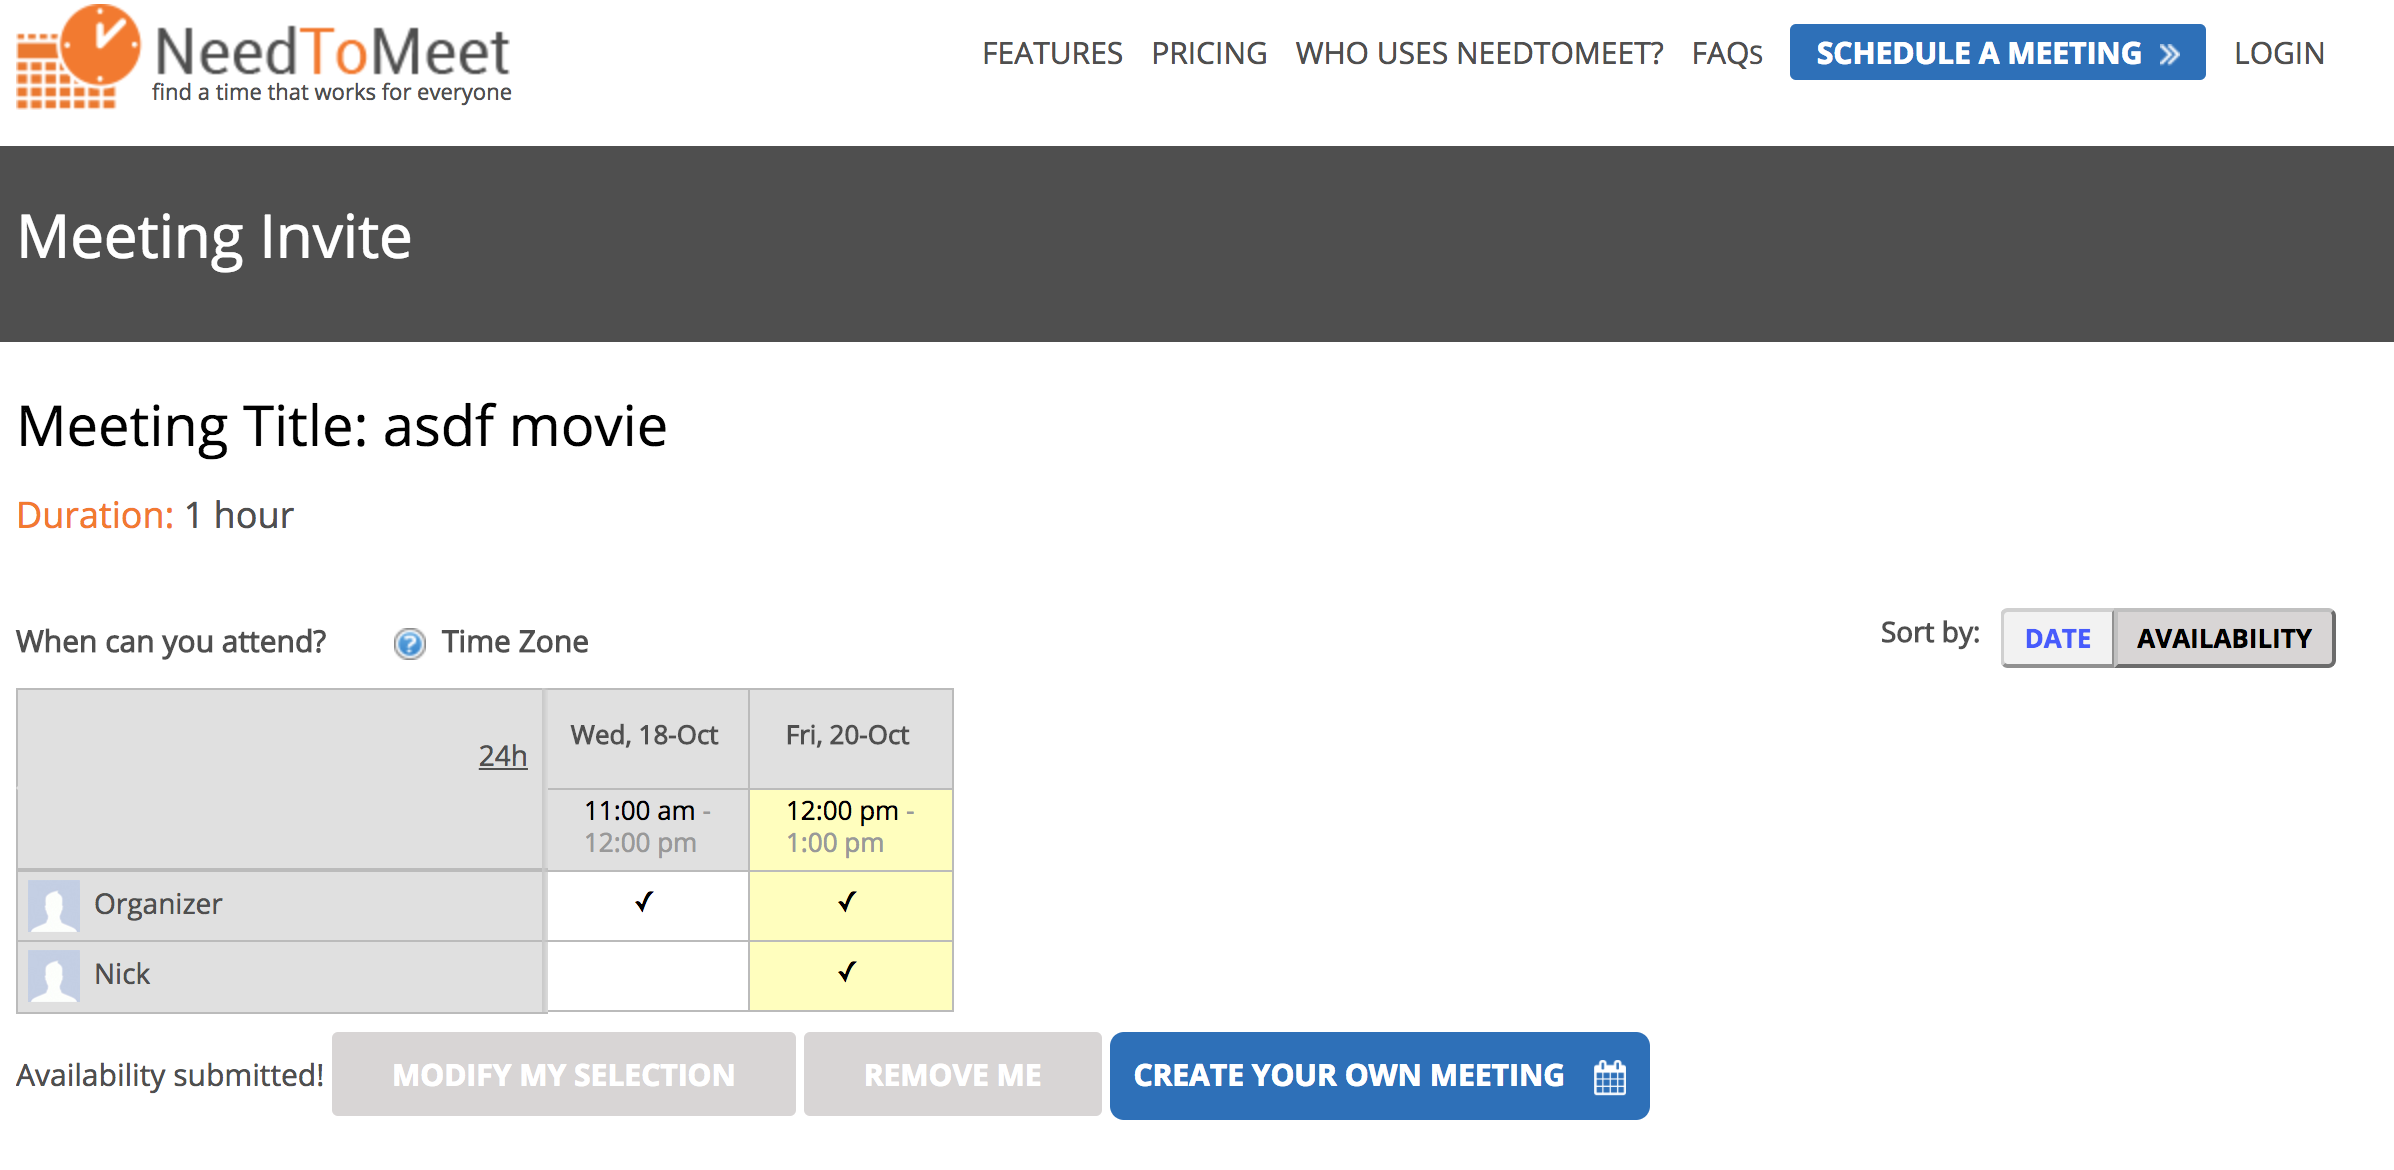 NeedToMeet
find a time that works for everyone
FEATURES PRICING WHO USES NEEDTOMEET? FAQs SCHEDULE A MEETING » LOGIN
Meeting Invite
Meeting Title: asdf movie
Duration: 1 hour
When can you attend? ? Time Zone
Sort by: DATE AVAILABILITY
24h Wed, 18-Oct Fri, 20-Oct
11:00 am - 12:00 pm -
12:00 pm 1:00 pm
Organizer ✓ ✓
Nick ✓
Availability submitted! MODIFY MY SELECTION REMOVE ME CREATE YOUR OWN MEETING